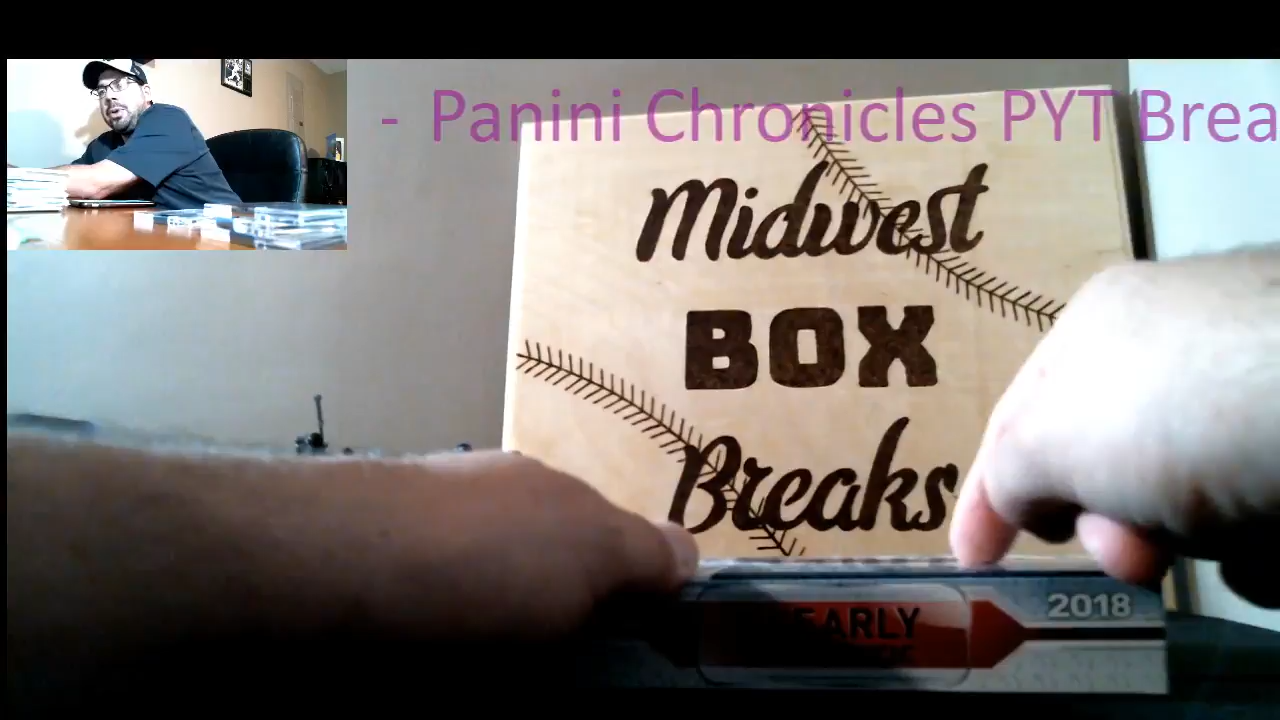 - Panini Chronicles PYT Brea
Midwest
BOX
Breaks
2018
EARLY